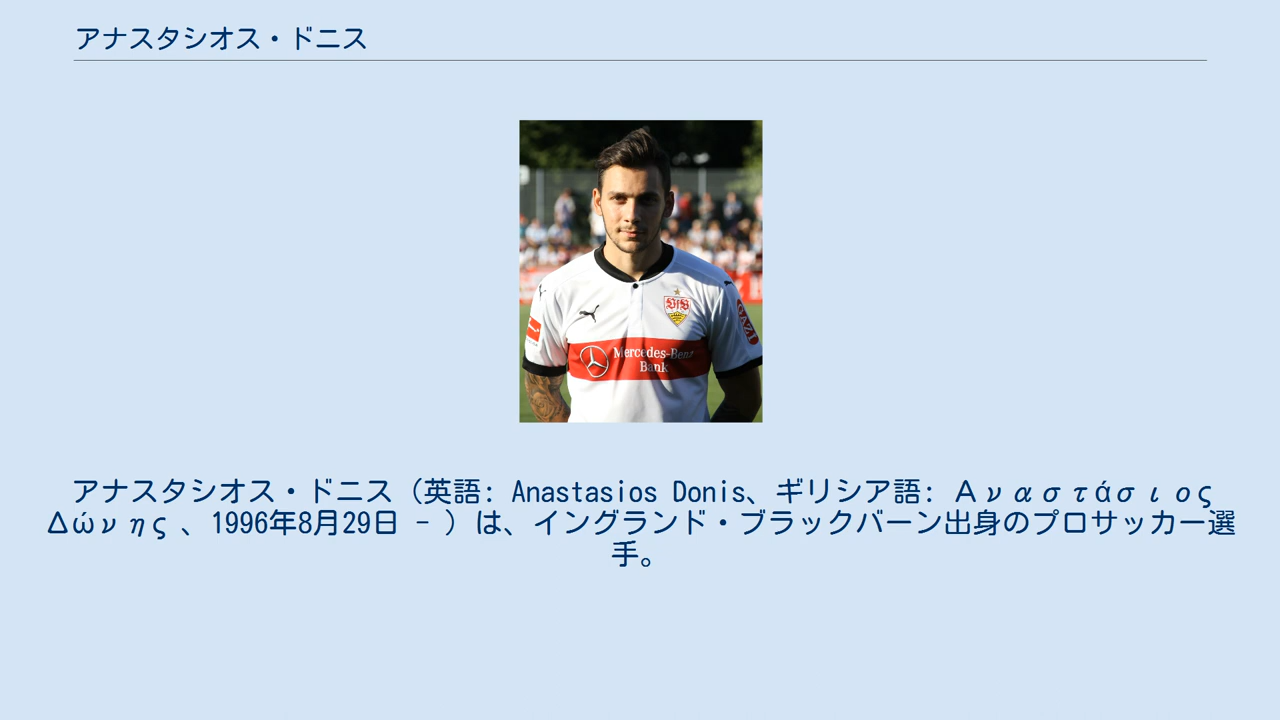 アナスタシオス・ドニス
VfB
GAZI
Mercedes-Benz
Bank
アナスタシオス・ドニス（英語: Anastasios Donis、ギリシア語: Αναστάσιος
Δώνης 、1996年8月29日 - ）は、イングランド・ブラックバーン出身のプロサッカー選
手。